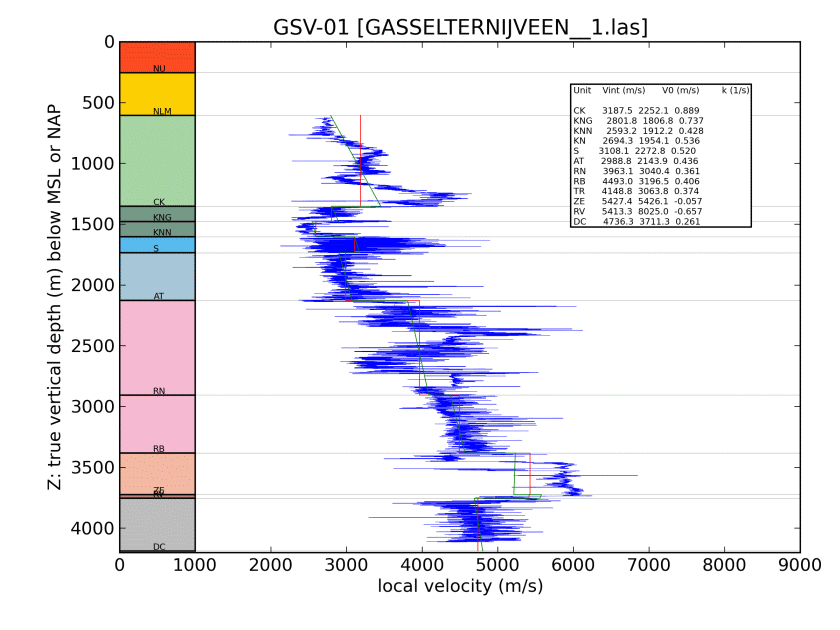 GSV-01 [GASSELTERNIJVEEN__1.las]
Z: true vertical depth (m) below MSL or NAP
0
500
1000
1500
2000
2500
3000
3500
4000
NU
NLM
CK
KNG
KNN
S
AT
RN
RB
ZE
DC
Unit Vint (m/s) V0 (m/s) k (1/s)
CK 3187.5 2252.1 0.889
KNG 2801.8 1806.8 0.737
KNN 2593.2 1912.2 0.428
KN 2694.3 1954.1 0.536
S 3108.1 2272.8 0.520
AT 2988.8 2143.9 0.436
RN 3963.1 3040.4 0.361
RB 4493.0 3196.5 0.406
TR 4148.8 3063.8 0.374
ZE 5427.4 5426.1 -0.057
RV 5413.3 8025.0 -0.657
DC 4736.3 3711.3 0.261
0 1000 2000 3000 4000 5000 6000 7000 8000 9000
local velocity (m/s)